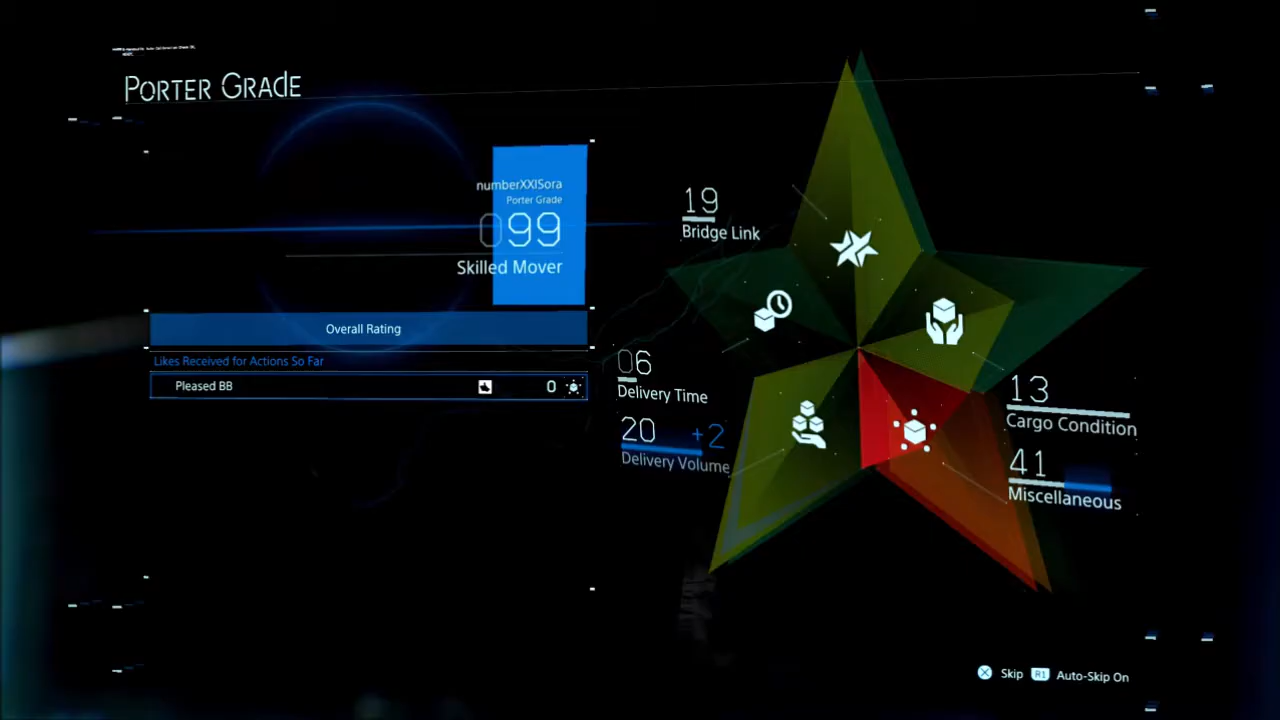 PORTER GRADE
numberXXISora
Porter Grade
099
Skilled Mover
Overall Rating
Likes Received for Actions So Far
Pleased BB 0
19
Bridge Link
06
Delivery Time
20 +2
Delivery Volume
13
Cargo Condition
41
Miscellaneous
Skip R1 Auto-Skip On